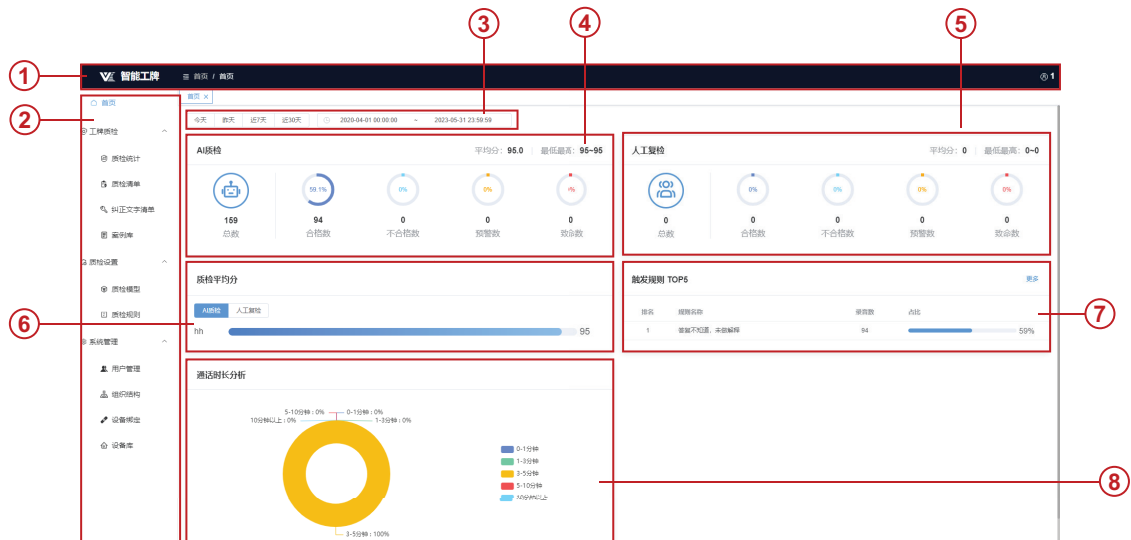 3
4
5
1
智能工牌
首页 / 首页
1
首页
首页 ×
2
工牌质检
质检统计
质检清单
纠正文字清单
案例库
质检设置
质检模型
质检规则
系统管理
用户管理
组织结构
设备绑定
设备库
今天 昨天 近7天 近30天 2020-04-01 00:00:00 ~ 2023-05-31 23:59:59
AI质检 平均分: 95.0 最低最高: 95~95
59.1% 0% 0% 0%
159 94 0 0 0
总数 合格数 不合格数 预警数 致命数
人工复检 平均分: 0 最低最高: 0~0
0% 0% 0% 0%
0 0 0 0 0
总数 合格数 不合格数 预警数 致命数
质检平均分
AI质检 人工复检
6
hh 95
触发规则 TOP5 更多
排名 规则名称 录音数 占比
1 答复不知道、未做解释 94 59%
7
通话时长分析
5-10分钟 : 0% 0-1分钟 : 0%
10分钟以上 : 0% 1-3分钟 : 0%
3-5分钟 : 100%
0-1分钟
1-3分钟
3-5分钟
5-10分钟
10分钟以上
8